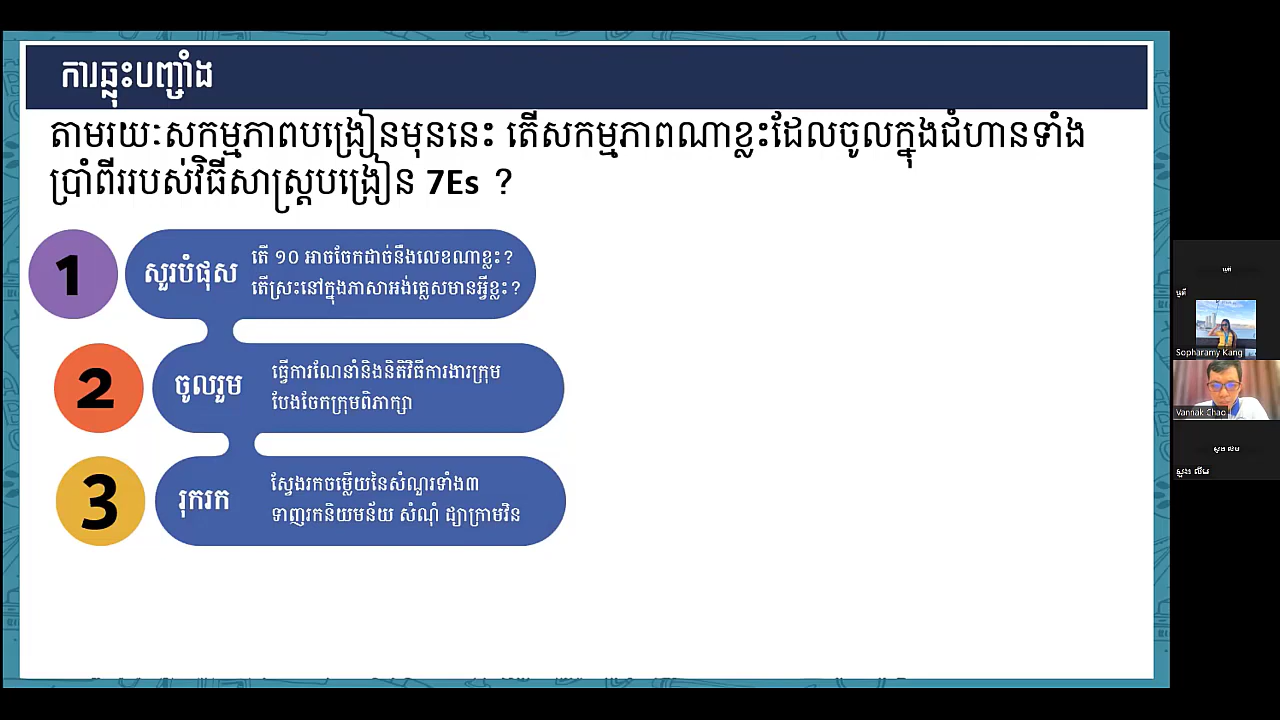 ការឆ្លុះបញ្ចាំង
តាមរយៈសកម្មភាពបង្រៀនមុននេះ តើសកម្មភាពណាខ្លះដែលចូលក្នុងជំហានទាំង
ប្រាំពីររបស់វិធីសាស្ត្របង្រៀន 7Es ?
1
សួរបំផុស
តើ ១០ អាចចែកដាច់នឹងលេខណាខ្លះ?
តើស្រះនៅក្នុងភាសាអង់គ្លេសមានអ្វីខ្លះ?
2
ចូលរួម
ធ្វើការណែនាំនិងនិតិវិធីការងារក្រុម
បែងចែកក្រុមពិភាក្សា
3
រុករក
ស្វែងរកចម្លើយនៃសំណួរទាំង៣
ទាញរកនិយមន័យ សំណុំ ដ្យាក្រាមវិន
Sopharamy Kang
Vannak Chao